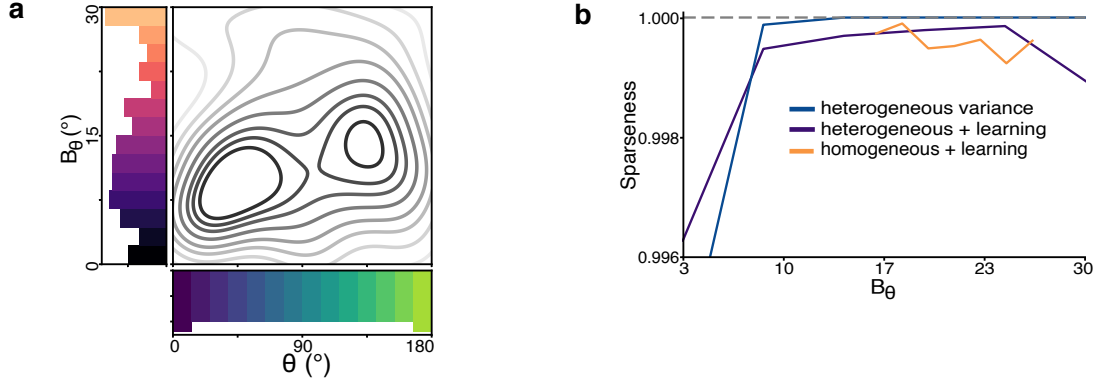 a
30
15
0
B_θ (°)
0
90
180
θ (°)
b
1.000
0.998
0.996
Sparseness
heterogeneous variance
heterogeneous + learning
homogeneous + learning
3
10
17
23
30
B_θ